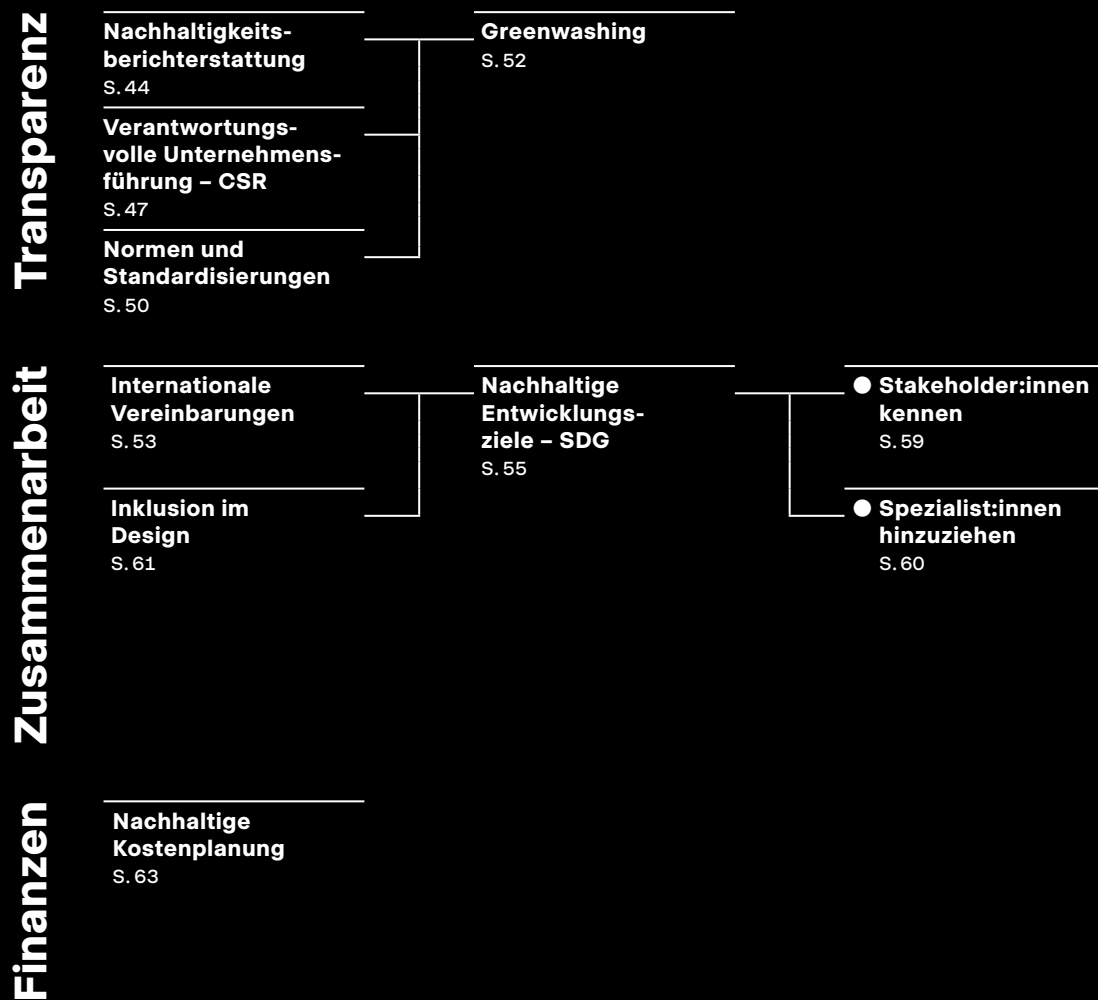 Transparenz
Nachhaltigkeits-
berichterstattung
S. 44
Verantwortungs-
volle Unternehmens-
führung – CSR
S. 47
Normen und
Standardisierungen
S. 50
Greenwashing
S. 52
Zusammenarbeit
Internationale
Vereinbarungen
S. 53
Inklusion im
Design
S. 61
Nachhaltige
Entwicklungs-
ziele – SDG
S. 55
● Stakeholder:innen
kennen
S. 59
● Spezialist:innen
hinzuziehen
S. 60
Finanzen
Nachhaltige
Kostenplanung
S. 63